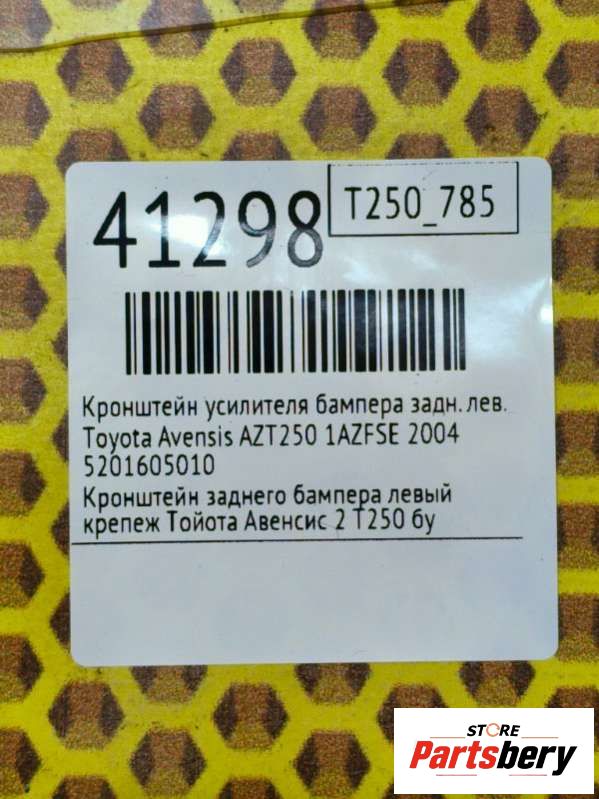 41298
T250_785
Кронштейн усилителя бампера задн. лев.
Toyota Avensis AZT250 1AZFSE 2004
5201605010
Кронштейн заднего бампера левый
крепеж Тойота Авенсис 2 Т250 бу
STORE
Partsbery